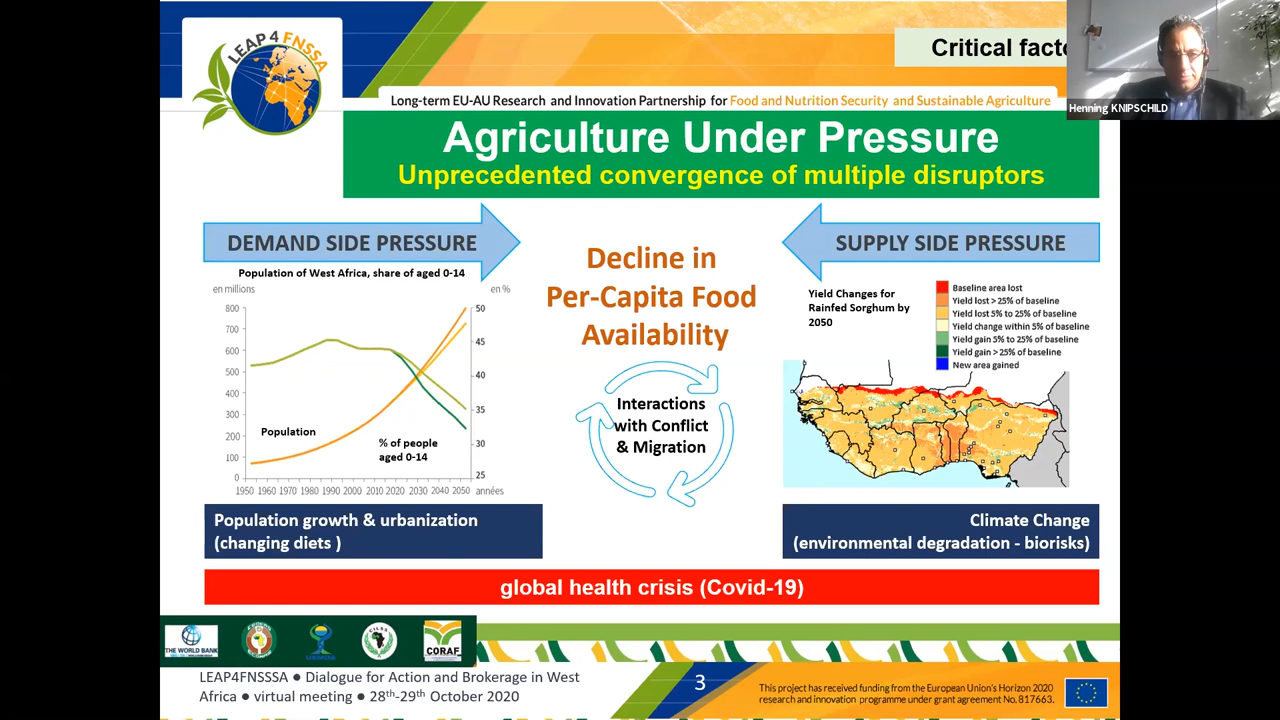 LEAP 4 FNSSA
Critical facto
Henning KNIPSCHILD
Long-term EU-AU Research and Innovation Partnership for Food and Nutrition Security and Sustainable Agriculture
Agriculture Under Pressure
Unprecedented convergence of multiple disruptors
DEMAND SIDE PRESSURE
SUPPLY SIDE PRESSURE
Population of West Africa, share of aged 0-14
en millions
en %
800
700
600
500
400
300
200
100
0
50
45
40
35
30
25
Population
% of people
aged 0-14
1950 1960 1970 1980 1990 2000 2010 2020 2030 2040 2050 années
Decline in
Per-Capita Food
Availability
Interactions
with Conflict
& Migration
Yield Changes for
Rainfed Sorghum by
2050
Baseline area lost
Yield lost > 25% of baseline
Yield lost 5% to 25% of baseline
Yield change within 5% of baseline
Yield gain 5% to 25% of baseline
Yield gain > 25% of baseline
New area gained
Population growth & urbanization
(changing diets )
Climate Change
(environmental degradation - biorisks)
global health crisis (Covid-19)
THE WORLD BANK
CILSS
CORAF
LEAP4FNSSSA ● Dialogue for Action and Brokerage in West
Africa ● virtual meeting ● 28th-29th October 2020
3
This project has received funding from the European Union's Horizon 2020
research and innovation programme under grant agreement No. 817663.